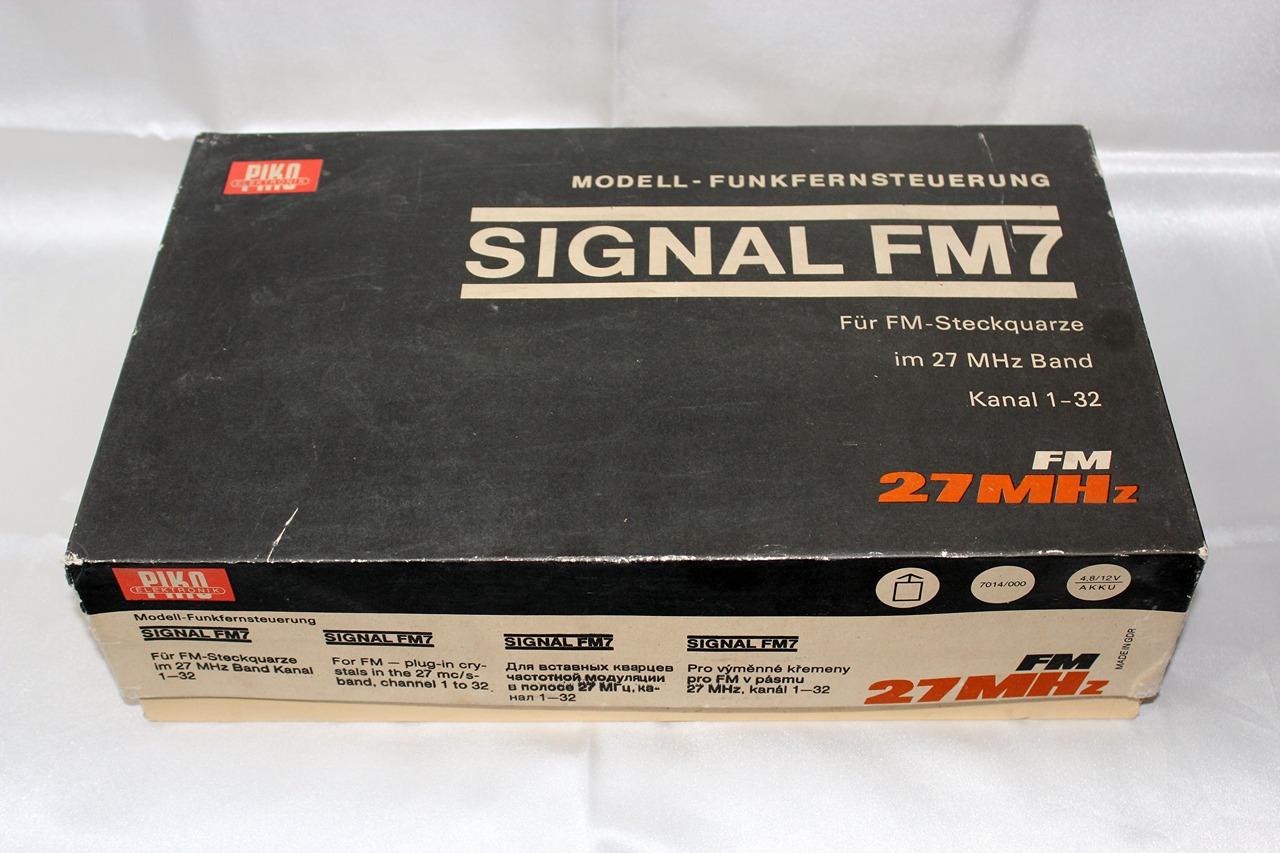 PIKO
ELEKTRONIK
MODELL-FUNKFERNSTEUERUNG
SIGNAL FM7
Für FM-Steckquarze
im 27 MHz Band
Kanal 1-32
FM
27MHz
PIKO
ELEKTRONIK
7014/000
4,8/12V
AKKU
Modell-Funkfernsteuerung
SIGNAL FM7
Für FM-Steckquarze
im 27 MHz Band Kanal
1-32
SIGNAL FM7
For FM — plug-in cry-
stals in the 27 mc/s-
band, channel 1 to 32
SIGNAL FM7
Для вставных кварцев
частотной модуляции
в полосе 27 МГц, ка-
нал 1-32
SIGNAL FM7
Pro výměnné křemeny
pro FM v pásmu
27 MHz, kanál 1-32
FM
27MHz
MADE IN GDR